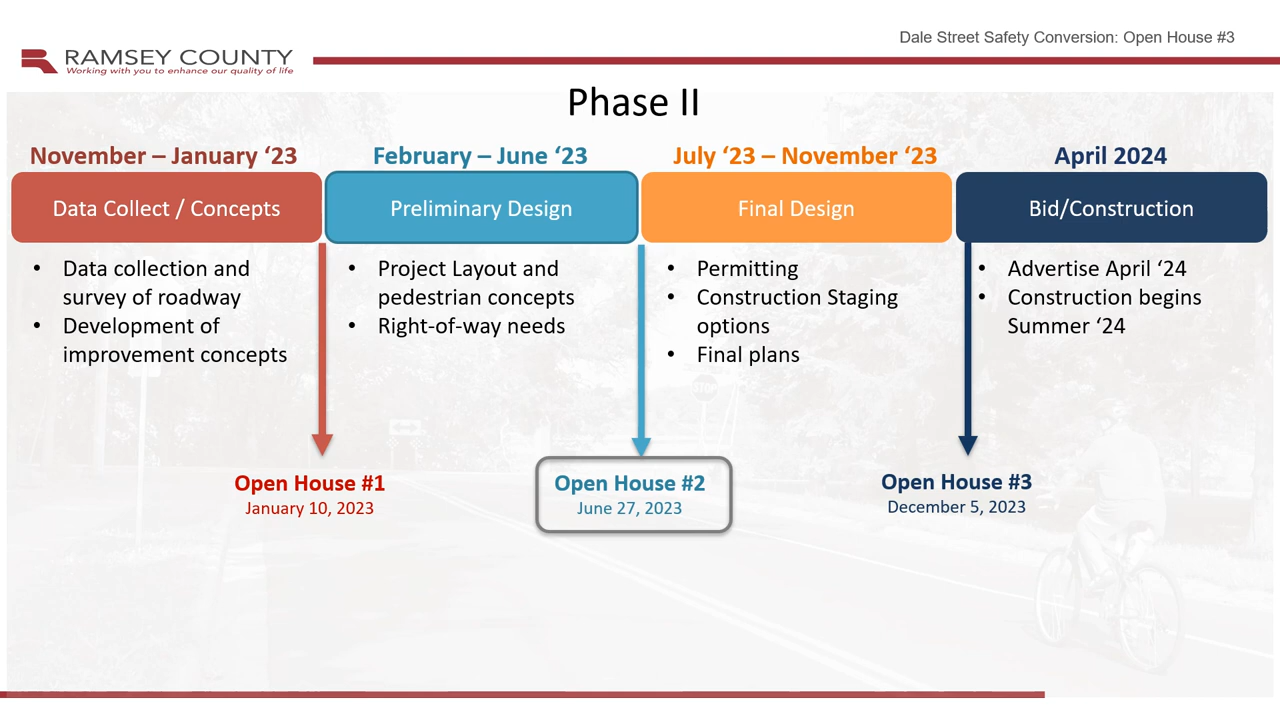 Dale Street Safety Conversion: Open House #3
RAMSEY COUNTY
Working with you to enhance our quality of life
Phase II
November – January ‘23
Data Collect / Concepts
• Data collection and
survey of roadway
• Development of
improvement concepts
February – June ‘23
Preliminary Design
• Project Layout and
pedestrian concepts
• Right-of-way needs
July ‘23 – November ‘23
Final Design
• Permitting
• Construction Staging
options
• Final plans
April 2024
Bid/Construction
• Advertise April ‘24
• Construction begins
Summer ‘24
Open House #1
January 10, 2023
Open House #2
June 27, 2023
Open House #3
December 5, 2023
STOP